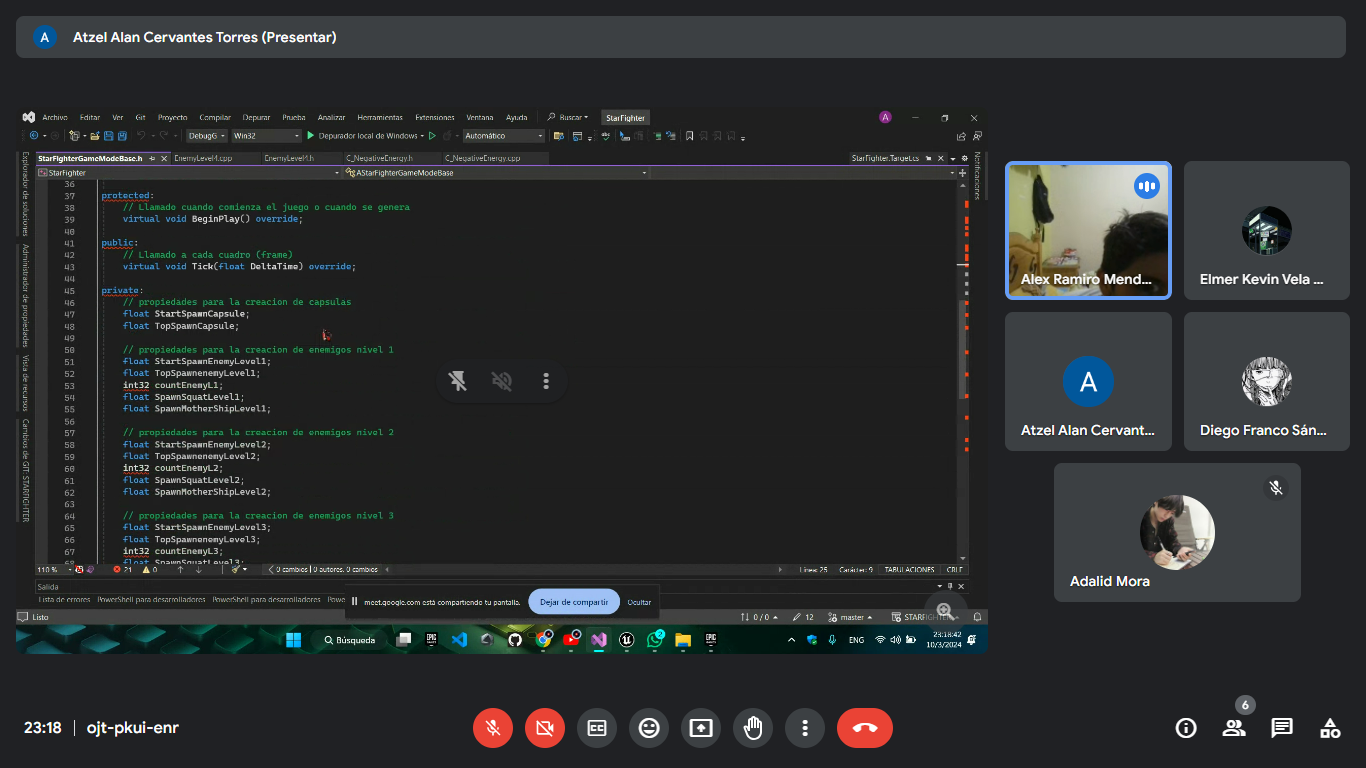 A Atzel Alan Cervantes Torres (Presentar)
Archivo Editar Ver Git Proyecto Compilar Depurar Prueba Analizar Herramientas Extensiones Ventana Ayuda Buscar StarFighter A
DebugG Win32 Depurador local de Windows Automático
StarFighterGameModeBase.h EnemyLevel4.cpp EnemyLevel4.h C_NegativeEnergy.h C_NegativeEnergy.cpp StarFighter.Target.cs
StarFighter AStarFighterGameModeBase
Explorador de soluciones
Administrador de propiedades
Vista de recursos
Cambios de GIT: STARFIGHTER
Notificaciones
36
37 protected:
38 // Llamado cuando comienza el juego o cuando se genera
39 virtual void BeginPlay() override;
40
41 public:
42 // Llamado a cada cuadro (frame)
43 virtual void Tick(float DeltaTime) override;
44
45 private:
46 // propiedades para la creacion de capsulas
47 float StartSpawnCapsule;
48 float TopSpawnCapsule;
49
50 // propiedades para la creacion de enemigos nivel 1
51 float StartSpawnEnemyLevel1;
52 float TopSpawnenemyLevel1;
53 int32 countEnemyL1;
54 float SpawnSquatLevel1;
55 float SpawnMotherShipLevel1;
56
57 // propiedades para la creacion de enemigos nivel 2
58 float StartSpawnEnemyLevel2;
59 float TopSpawnenemyLevel2;
60 int32 countEnemyL2;
61 float SpawnSquatLevel2;
62 float SpawnMotherShipLevel2;
63
64 // propiedades para la creacion de enemigos nivel 3
65 float StartSpawnEnemyLevel3;
66 float TopSpawnenemyLevel3;
67 int32 countEnemyL3;
68 float SpawnSquatLevel3;
110 % 21 0 0 cambios | 0 autores, 0 cambios Línea: 25 Carácter: 9 TABULACIONES CRLF
Salida
Lista de errores PowerShell para desarrolladores PowerShell para desarrolladores
meet.google.com está compartiendo tu pantalla. Dejar de compartir Ocultar
Listo 0 / 0 12 master
Búsqueda EPIC 2 EPIC ENG 23:18:42
10/3/2024
Alex Ramiro Mend...
Elmer Kevin Vela ...
A
Atzel Alan Cervant...
Diego Franco Sán...
Adalid Mora
23:18 | ojt-pkui-enr
6